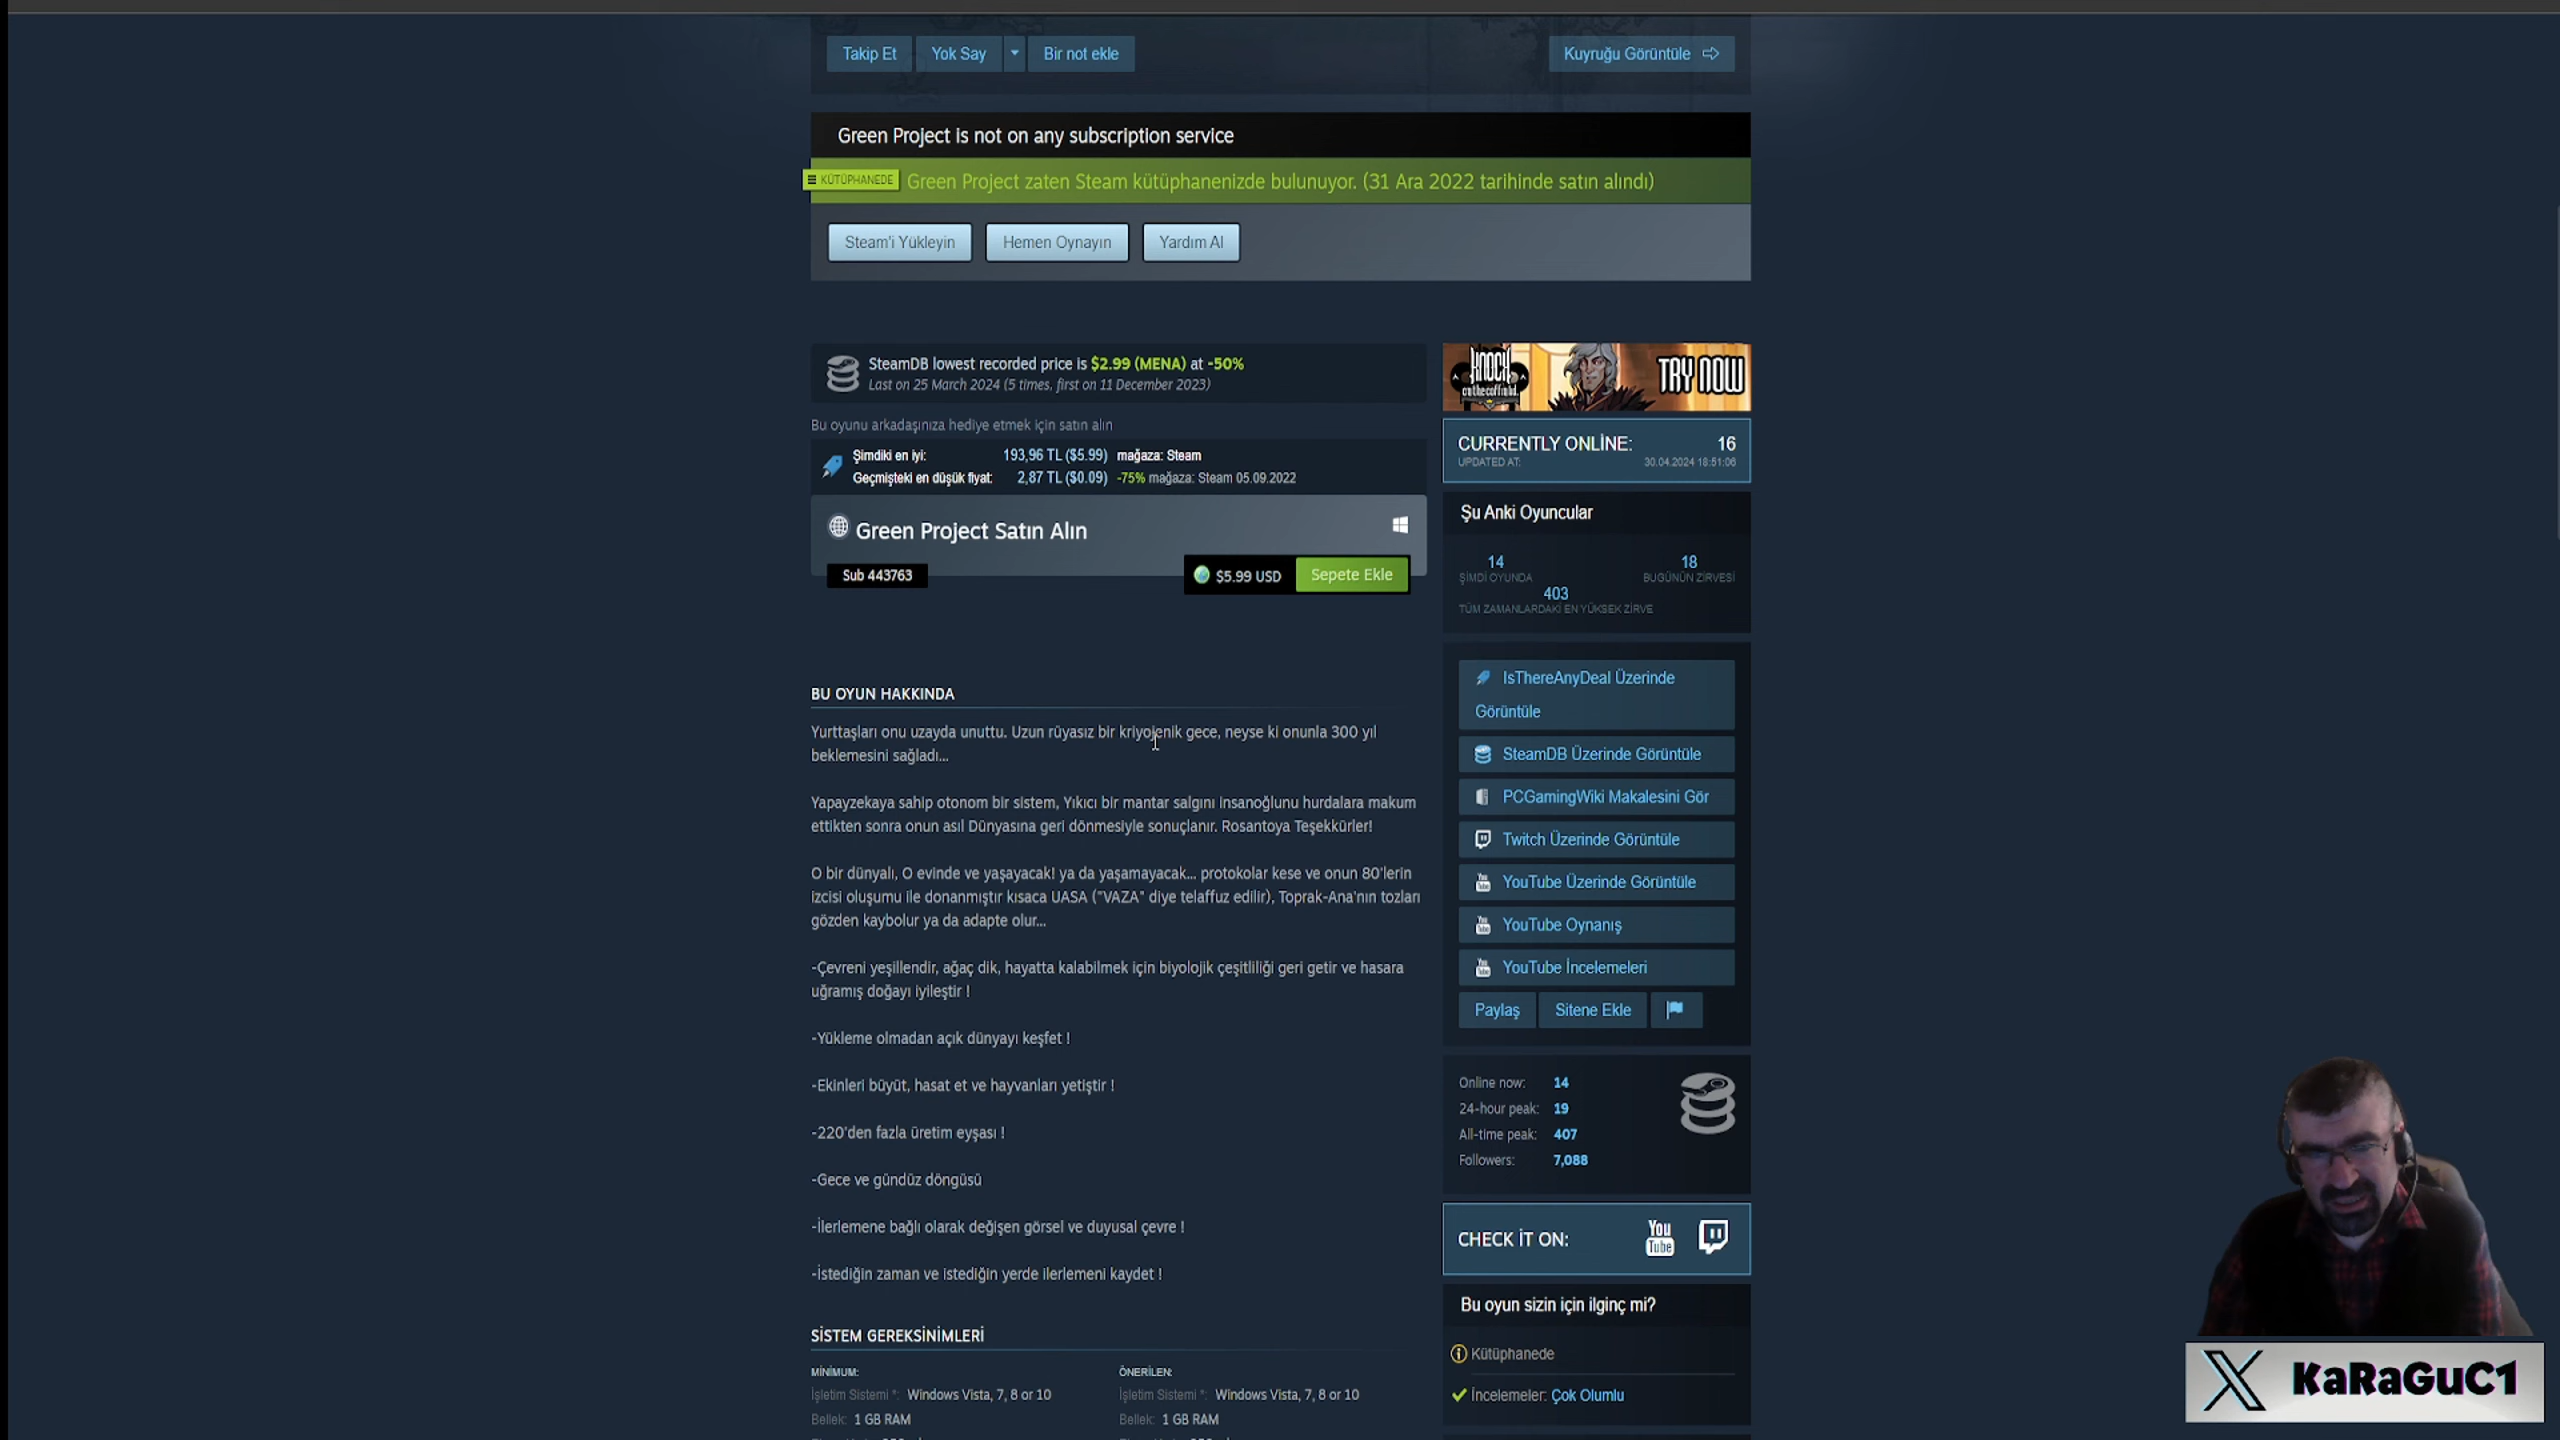 Takip Et
Yok Say
Bir not ekle
Kuyruğu Görüntüle
Green Project is not on any subscription service
KÜTÜPHANEDE
Green Project zaten Steam kütüphanenizde bulunuyor. (31 Ara 2022 tarihinde satın alındı)
Steam'i Yükleyin
Hemen Oynayın
Yardım Al
SteamDB lowest recorded price is $2.99 (MENA) at -50%
Last on 25 March 2024 (5 times, first on 11 December 2023)
Bu oyunu arkadaşınıza hediye etmek için satın alın
Şimdiki en iyi: 193,96 TL ($5.99) mağaza: Steam
Geçmişteki en düşük fiyat: 2,87 TL ($0.09) -75% mağaza: Steam 05.09.2022
Green Project Satın Alın
Sub 443763
$5.99 USD
Sepete Ekle
BU OYUN HAKKINDA
Yurttaşları onu uzayda unuttu. Uzun rüyasız bir kriyojenik gece, neyse ki onunla 300 yıl
beklemesini sağladı...
Yapayzekaya sahip otonom bir sistem, Yıkıcı bir mantar salgını insanoğlunu hurdalara makum
ettikten sonra onun asıl Dünyasına geri dönmesiyle sonuçlanır. Rosantoya Teşekkürler!
O bir dünyalı, O evinde ve yaşayacak! ya da yaşamayacak... protokolar kese ve onun 80'lerin
izcisi oluşumu ile donanmıştır kısaca UASA ("VAZA" diye telaffuz edilir), Toprak-Ana'nın tozları
gözden kaybolur ya da adapte olur...
-Çevreni yeşillendir, ağaç dik, hayatta kalabilmek için biyolojik çeşitliliği geri getir ve hasara
uğramış doğayı iyileştir !
-Yükleme olmadan açık dünyayı keşfet !
-Ekinleri büyüt, hasat et ve hayvanları yetiştir !
-220'den fazla üretim eyşası !
-Gece ve gündüz döngüsü
-İlerlemene bağlı olarak değişen görsel ve duyusal çevre !
-İstediğin zaman ve istediğin yerde ilerlemeni kaydet !
SİSTEM GEREKSİNİMLERİ
MİNİMUM:
İşletim Sistemi *: Windows Vista, 7, 8 or 10
Bellek: 1 GB RAM
ÖNERİLEN:
İşletim Sistemi *: Windows Vista, 7, 8 or 10
Bellek: 1 GB RAM
KNOCK
on the coffin lid
TRY NOW
CURRENTLY ONLİNE: 16
UPDATED AT: 30.04.2024 18:51:06
Şu Anki Oyuncular
14
ŞİMDİ OYUNDA
18
BUGÜNÜN ZİRVESİ
403
TÜM ZAMANLARDAKİ EN YÜKSEK ZİRVE
IsThereAnyDeal Üzerinde
Görüntüle
SteamDB Üzerinde Görüntüle
PCGamingWiki Makalesini Gör
Twitch Üzerinde Görüntüle
YouTube Üzerinde Görüntüle
YouTube Oynanış
YouTube İncelemeleri
Paylaş
Sitene Ekle
Online now: 14
24-hour peak: 19
All-time peak: 407
Followers: 7,088
CHECK İT ON:
You
Tube
Bu oyun sizin için ilginç mi?
Kütüphanede
İncelemeler: Çok Olumlu
KaRaGuC1